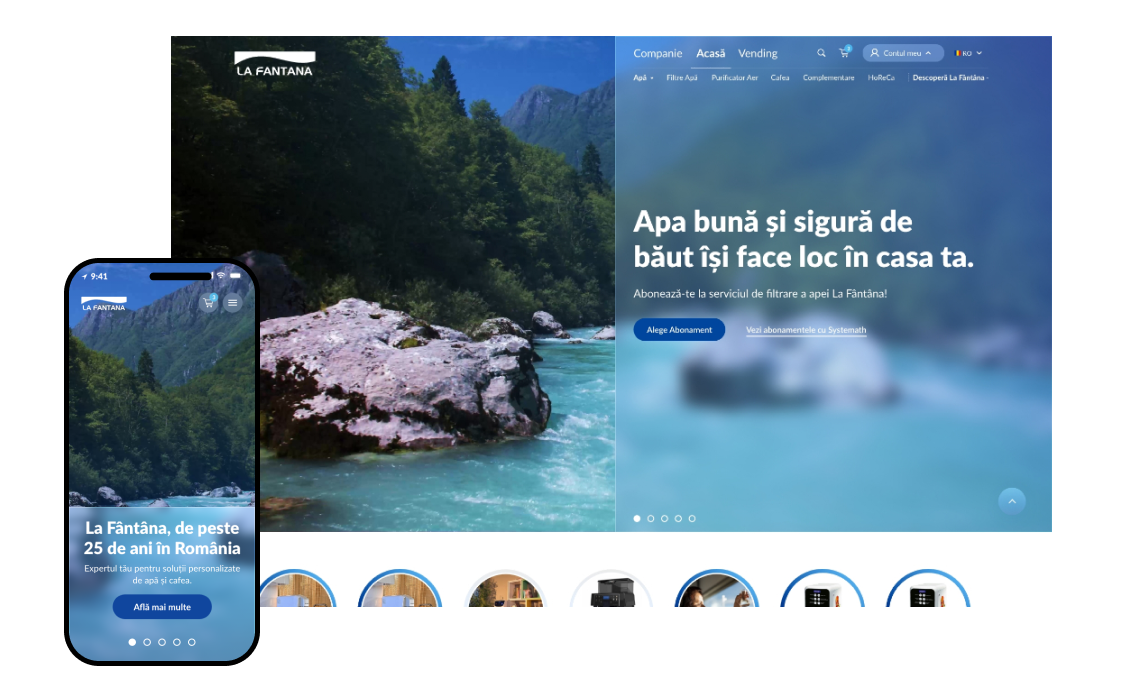 LA FANTANA
Companie Acasă Vending
3
Contul meu
RO
Apă
Filtre Apă
Purificator Aer
Cafea
Complementare
HoReCa
Descoperă La Fântâna
Apa bună și sigură de
băut își face loc în casa ta.
Abonează-te la serviciul de filtrare a apei La Fântâna!
Alege Abonament
Vezi abonamentele cu Systemath
9:41
LA FANTANA
3
La Fântâna, de peste
25 de ani în România
Expertul tău pentru soluții personalizate
de apă și cafea.
Află mai multe